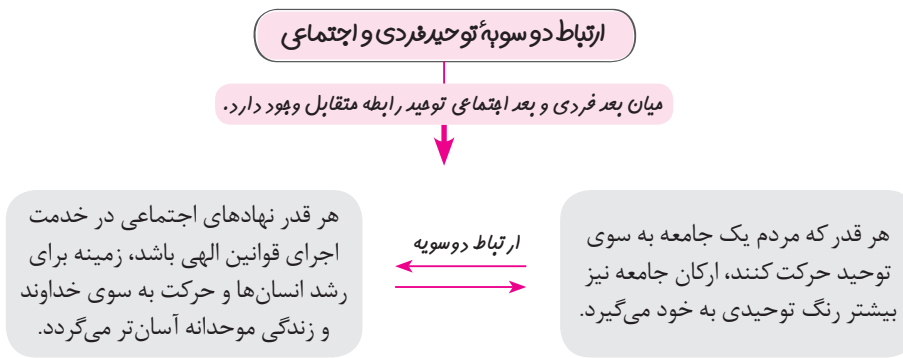 ارتباط دو سویۀ توحید فردی و اجتماعی
میان بعد فردی و بعد اجتماعی توحید رابطه متقابل وجود دارد.
هر قدر که مردم یک جامعه به سوی
توحید حرکت کنند، ارکان جامعه نیز
بیشتر رنگ توحیدی به خود می‌گیرد.
ارتباط دوسویه
هر قدر نهادهای اجتماعی در خدمت
اجرای قوانین الهی باشد، زمینه برای
رشد انسان‌ها و حرکت به سوی خداوند
و زندگی موحدانه آسان‌تر می‌گردد.